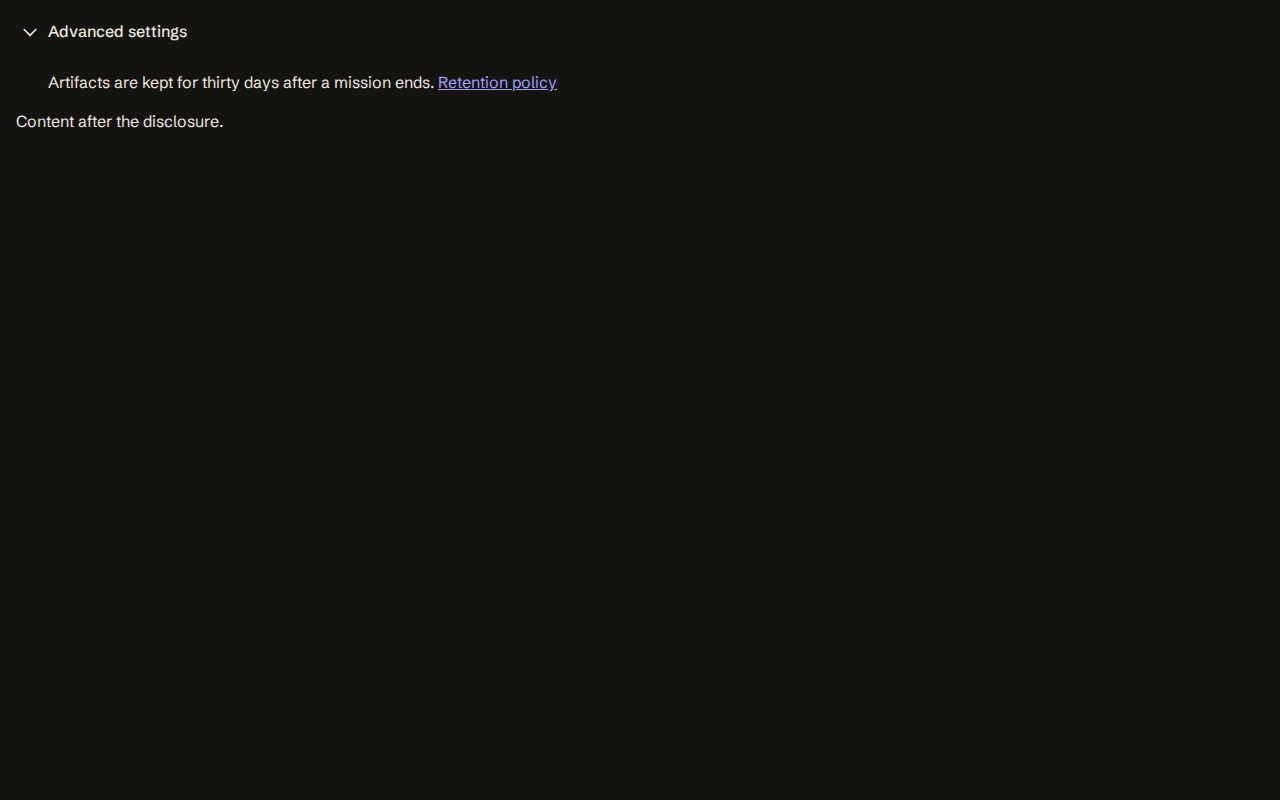 Advanced settings
Artifacts are kept for thirty days after a mission ends. Retention policy
Content after the disclosure.